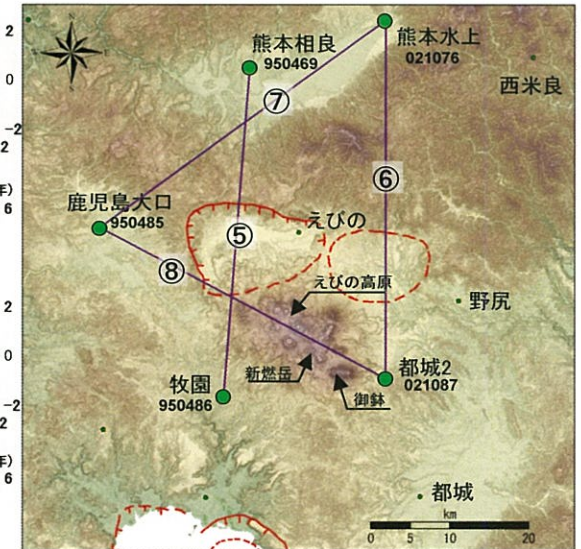 2
0
-2
2
年)
6
2
0
-2
2
年)
6
熊本相良
950469
熊本水上
021076
西米良
⑦
⑥
鹿児島大口
950485
⑤
えびの
⑧
えびの高原
野尻
新燃岳
御鉢
牧園
950486
都城2
021087
都城
km
0 5 10 20